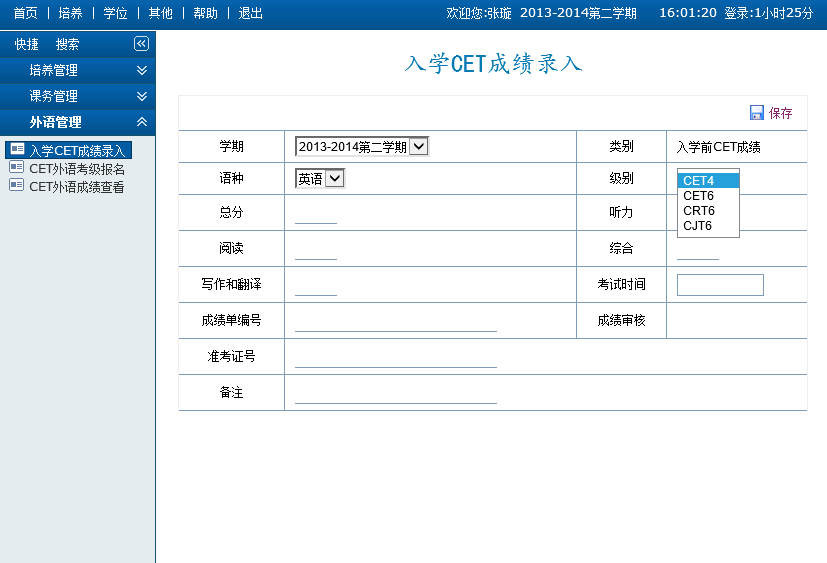 首页 | 培养 | 学位 | 其他 | 帮助 | 退出 欢迎您:张璇 2013-2014第二学期 16:01:20 登录:1小时25分
快捷 搜索
培养管理
课务管理
外语管理
入学CET成绩录入
CET外语考级报名
CET外语成绩查看
入学CET成绩录入
保存
学期 2013-2014第二学期 类别 入学前CET成绩
语种 英语 级别 CET4
CET6
CRT6
CJT6
总分 听力
阅读 综合
写作和翻译 考试时间
成绩单编号 成绩审核
准考证号
备注